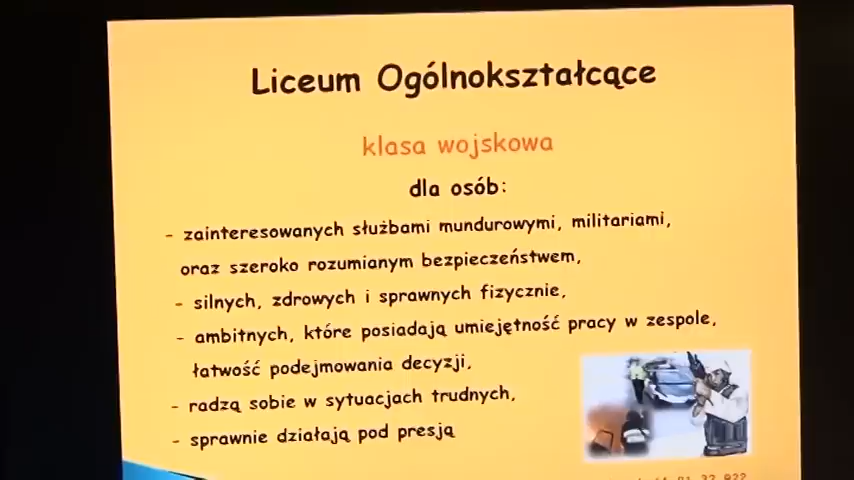 Liceum Ogólnokształcące
klasa wojskowa
dla osób:
- zainteresowanych służbami mundurowymi, militariami,
oraz szeroko rozumianym bezpieczeństwem,
- silnych, zdrowych i sprawnych fizycznie,
- ambitnych, które posiadają umiejętność pracy w zespole,
łatwość podejmowania decyzji,
- radzą sobie w sytuacjach trudnych,
- sprawnie działają pod presją